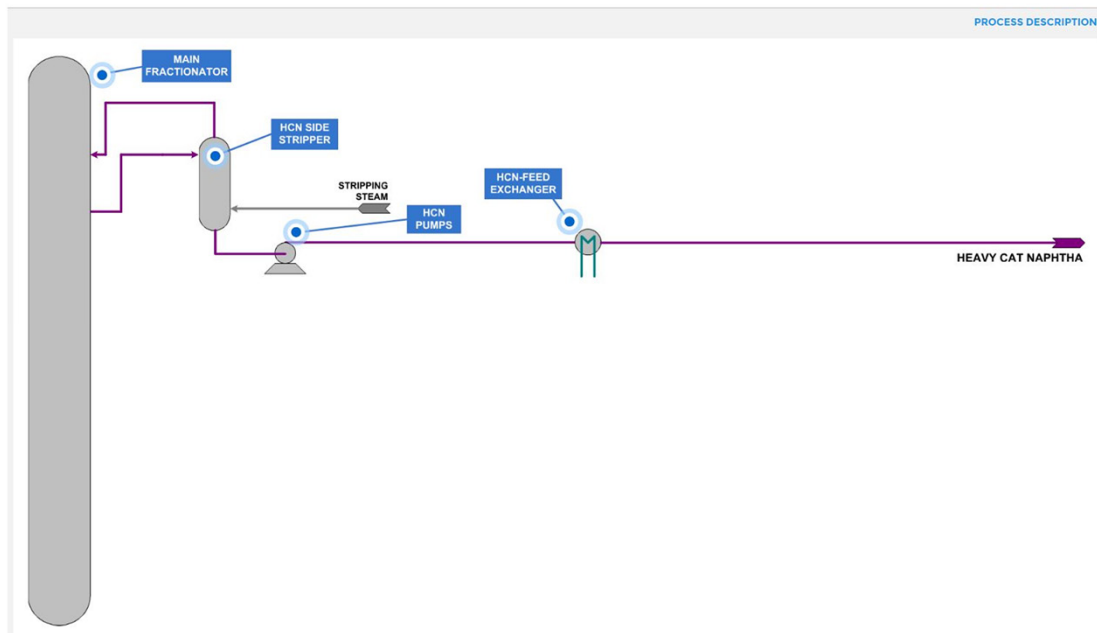 PROCESS DESCRIPTION
MAIN
FRACTIONATOR
HCN SIDE
STRIPPER
STRIPPING
STEAM
HCN-FEED
EXCHANGER
HCN
PUMPS
HEAVY CAT NAPHTHA